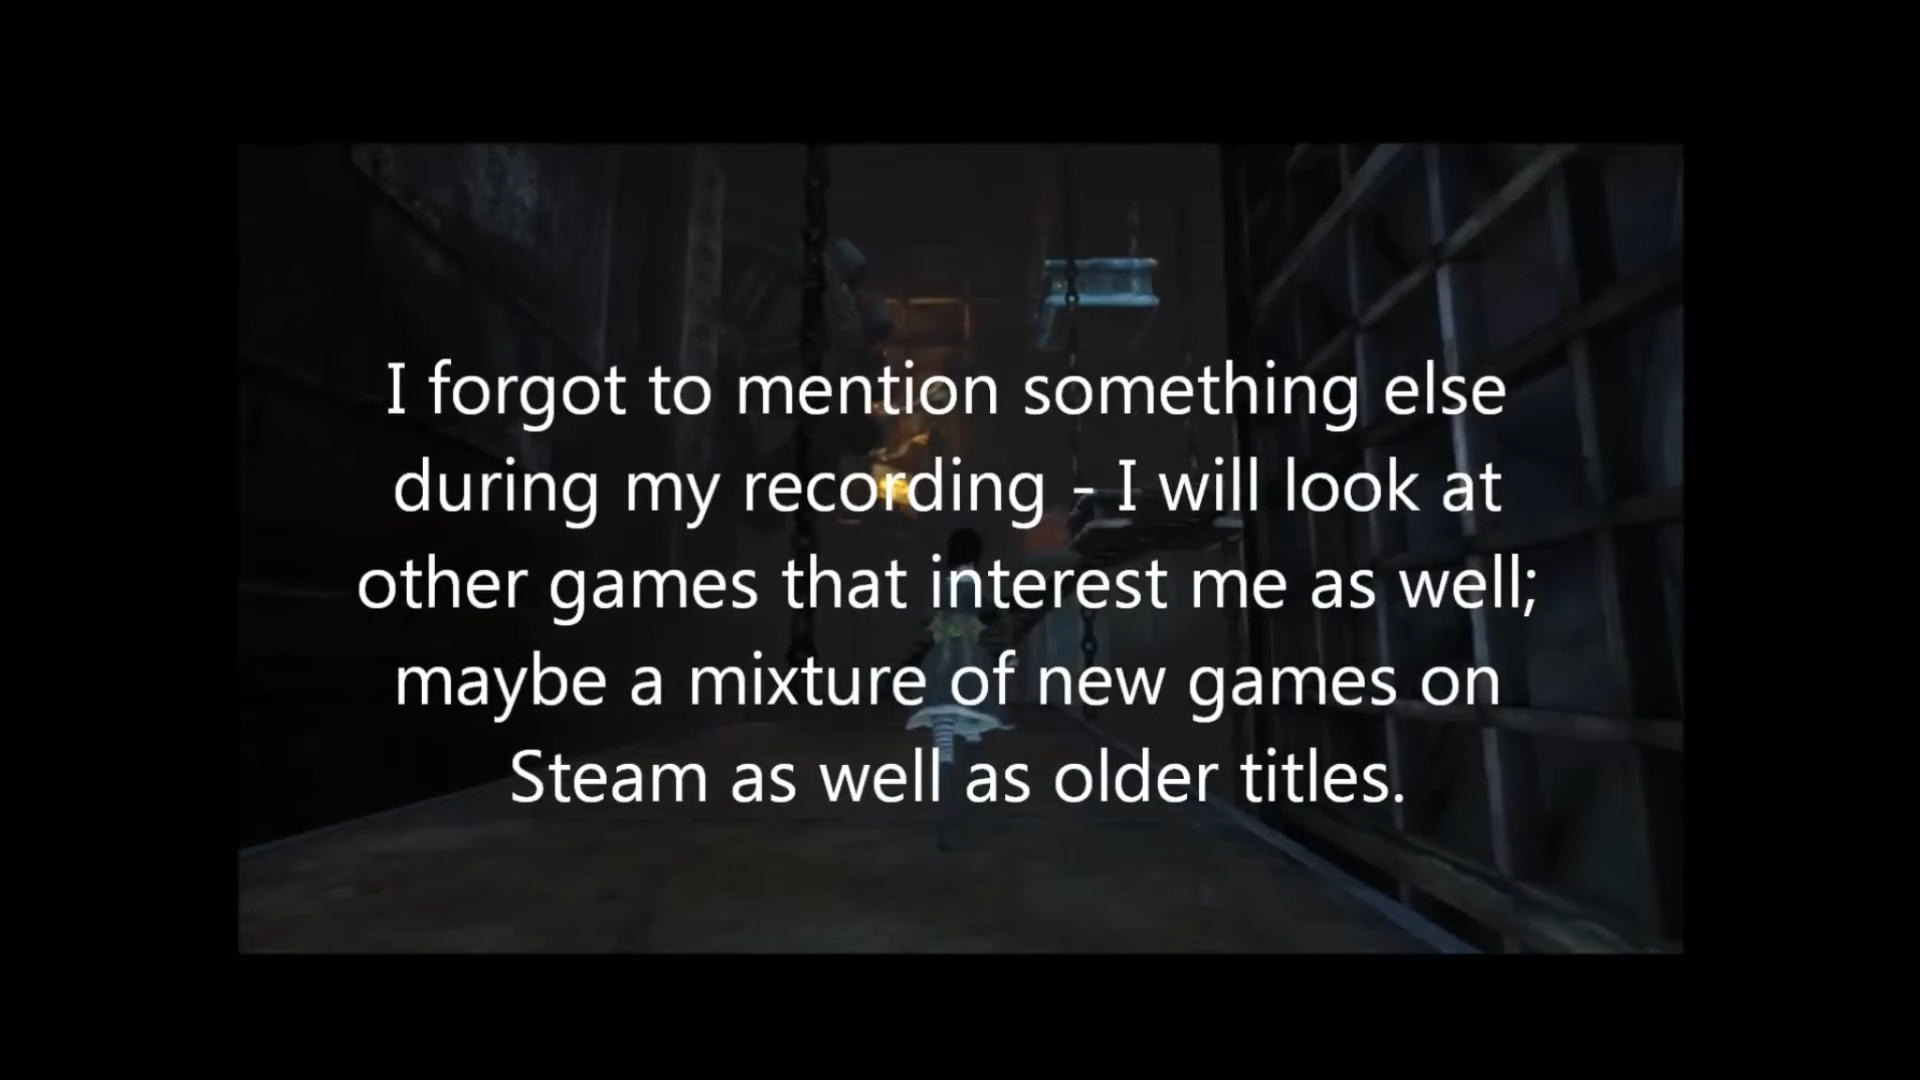 I forgot to mention something else
during my recording - I will look at
other games that interest me as well;
maybe a mixture of new games on
Steam as well as older titles.